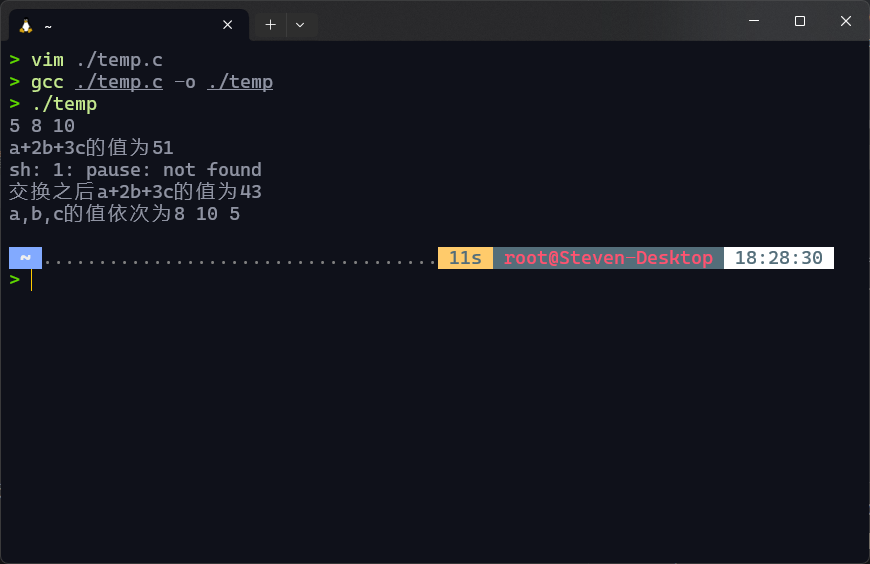 ~
> vim ./temp.c
> gcc ./temp.c -o ./temp
> ./temp
5 8 10
a+2b+3c的值为51
sh: 1: pause: not found
交换之后a+2b+3c的值为43
a,b,c的值依次为8 10 5
~ .................................... 11s root@Steven-Desktop 18:28:30
>